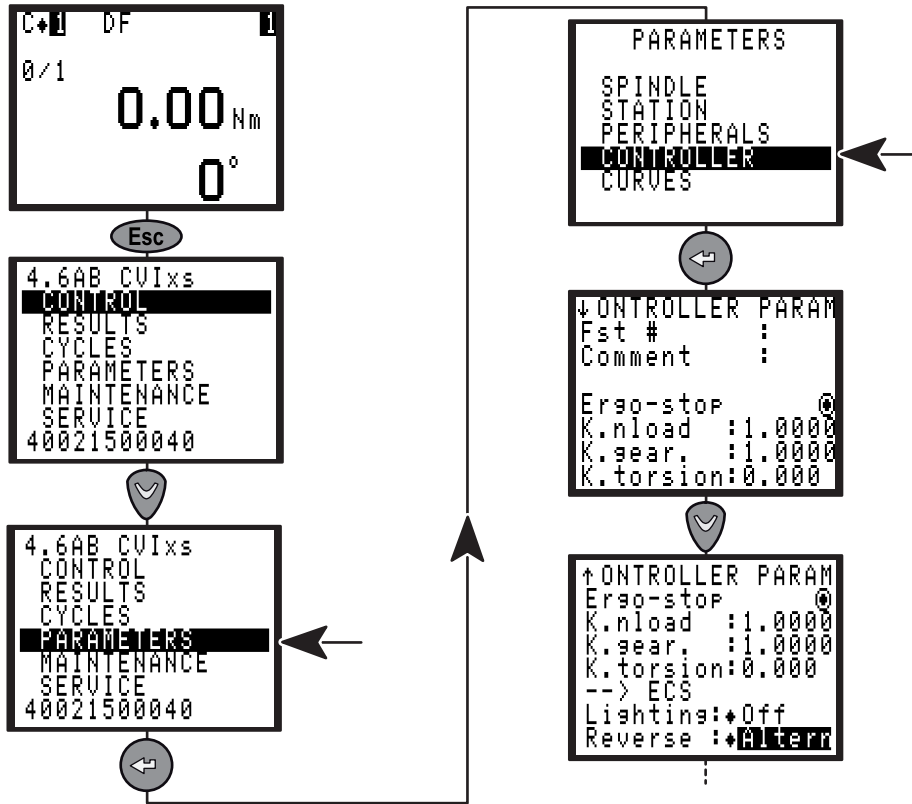 C♦1 DF 1
0/1
0.00 Nm
0°
Esc
4.6AB CVIxs
CONTROL
RESULTS
CYCLES
PARAMETERS
MAINTENANCE
SERVICE
40021500040
4.6AB CVIxs
CONTROL
RESULTS
CYCLES
PARAMETERS
MAINTENANCE
SERVICE
40021500040
PARAMETERS
SPINDLE
STATION
PERIPHERALS
CONTROLLER
CURVES
↓ONTROLLER PARAM
Fst # :
Comment :
Ergo-stop
K.nload :1.0000
K.gear. :1.0000
K.torsion:0.000
↑ONTROLLER PARAM
Ergo-stop
K.nload :1.0000
K.gear. :1.0000
K.torsion:0.000
--> ECS
Lighting:♦Off
Reverse :♦Altern